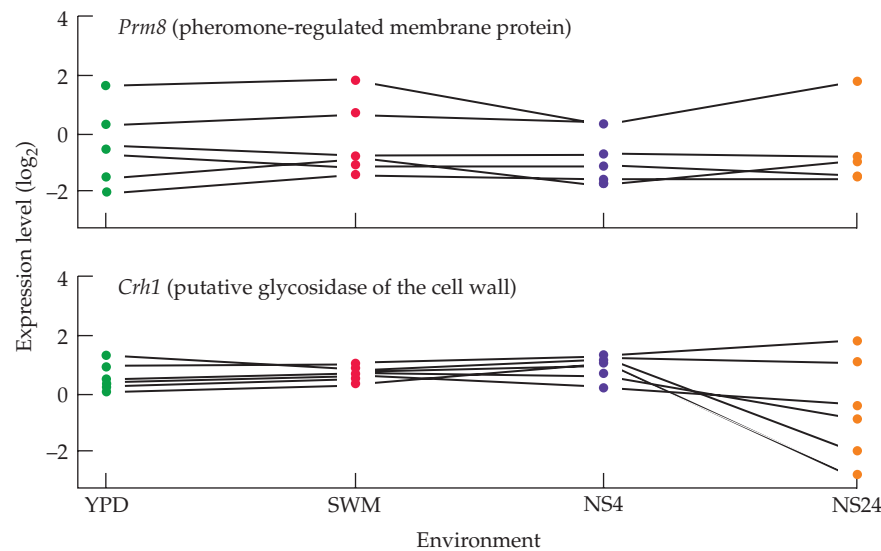 4
Prm8 (pheromone-regulated membrane protein)
2
0
–2
Expression level (log2)
4
Crh1 (putative glycosidase of the cell wall)
2
0
–2
YPD SWM NS4 NS24
Environment